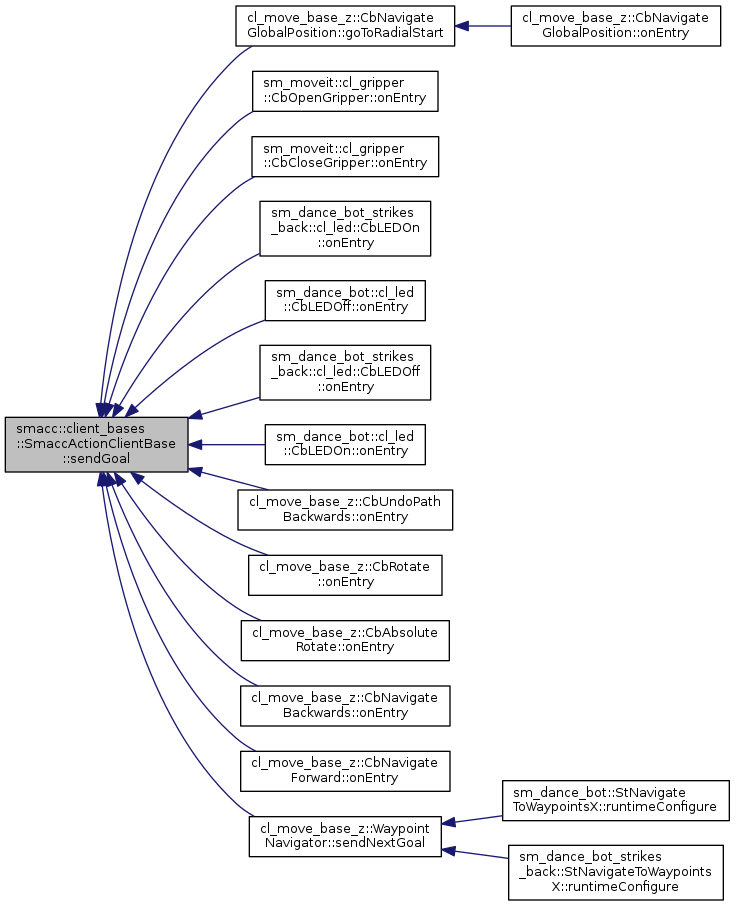 cl_move_base_z::CbNavigate
GlobalPosition::goToRadialStart
cl_move_base_z::CbNavigate
GlobalPosition::onEntry
sm_moveit::cl_gripper
::CbOpenGripper::onEntry
sm_moveit::cl_gripper
::CbCloseGripper::onEntry
sm_dance_bot_strikes
_back::cl_led::CbLEDOn
::onEntry
sm_dance_bot::cl_led
::CbLEDOff::onEntry
sm_dance_bot_strikes
_back::cl_led::CbLEDOff
::onEntry
smacc::client_bases
::SmaccActionClientBase
::sendGoal
sm_dance_bot::cl_led
::CbLEDOn::onEntry
cl_move_base_z::CbUndoPath
Backwards::onEntry
cl_move_base_z::CbRotate
::onEntry
cl_move_base_z::CbAbsolute
Rotate::onEntry
cl_move_base_z::CbNavigate
Backwards::onEntry
cl_move_base_z::CbNavigate
Forward::onEntry
cl_move_base_z::Waypoint
Navigator::sendNextGoal
sm_dance_bot::StNavigate
ToWaypointsX::runtimeConfigure
sm_dance_bot_strikes
_back::StNavigateToWaypoints
X::runtimeConfigure